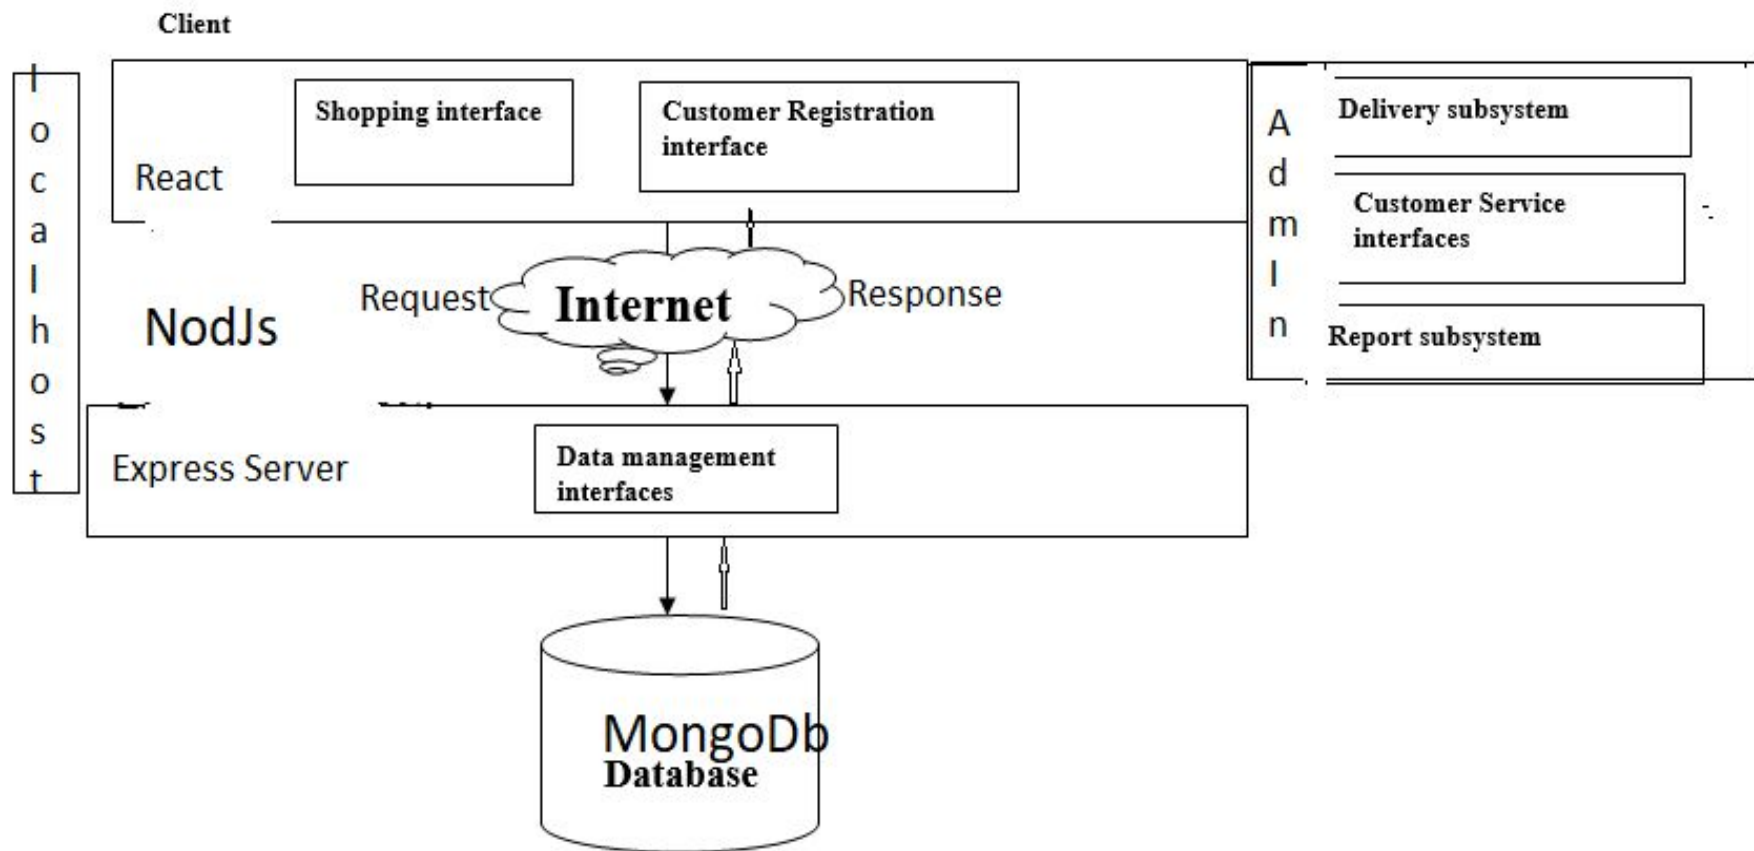 Client
localhost
Shopping interface
Customer Registration
interface
React
AdmIn
Delivery subsystem
Customer Service
interfaces
Report subsystem
Request
Internet
Response
NodJs
Express Server
Data management
interfaces
MongoDb
Database